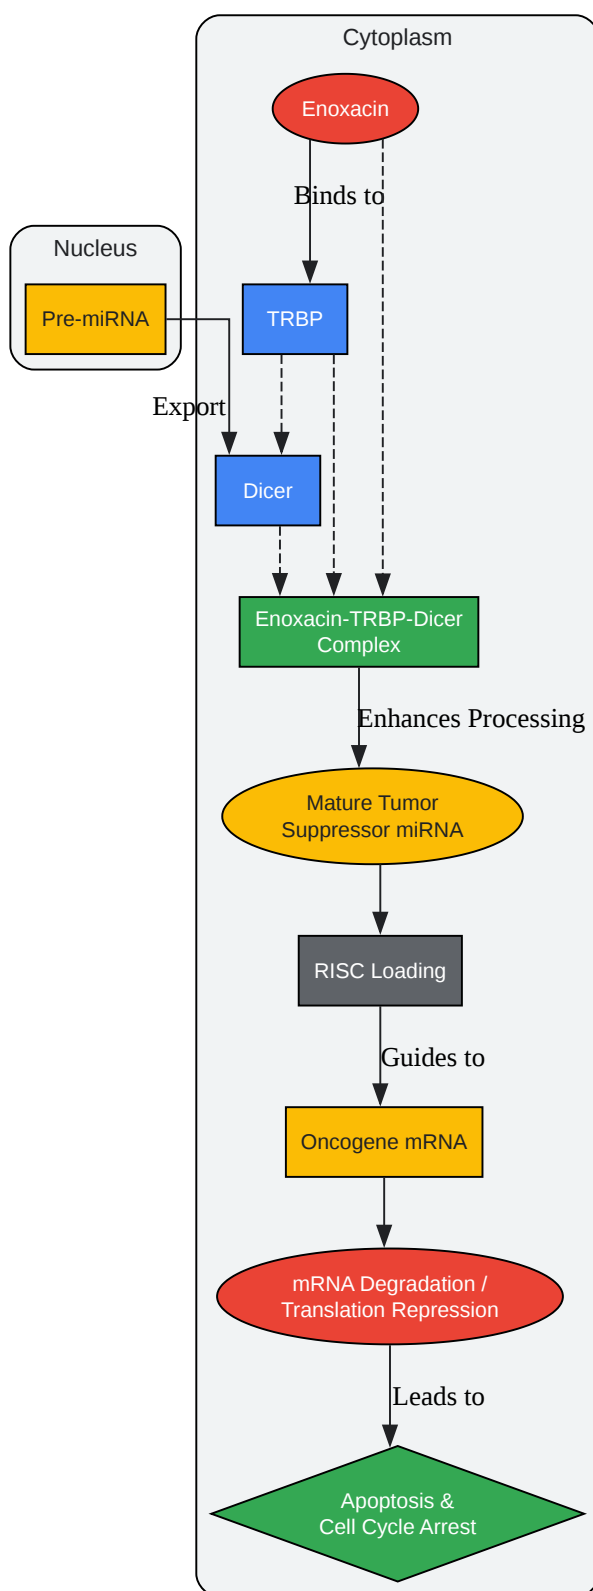 Cytoplasm
Enoxacin
Binds to
Nucleus
Pre-miRNA
TRBP
Export
Dicer
Enoxacin-TRBP-Dicer
Complex
Enhances Processing
Mature Tumor
Suppressor miRNA
RISC Loading
Guides to
Oncogene mRNA
mRNA Degradation /
Translation Repression
Leads to
Apoptosis &
Cell Cycle Arrest